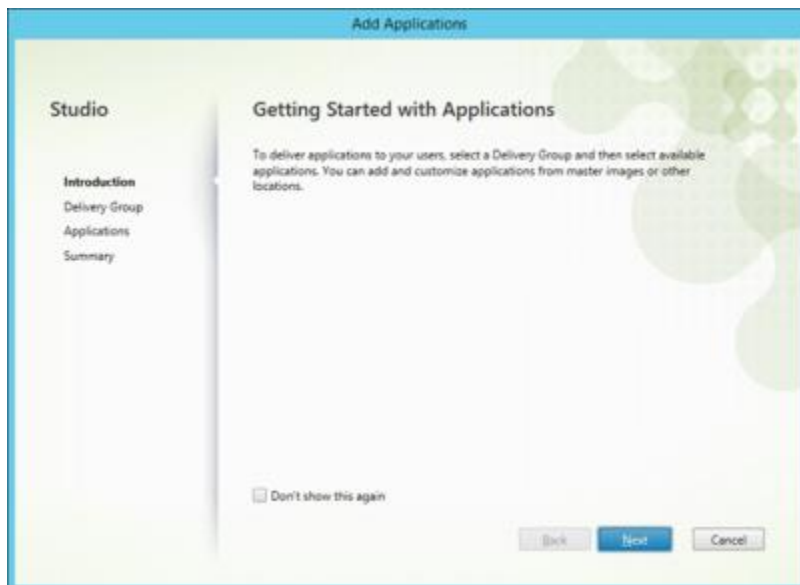 Add Applications
Studio
Introduction
Delivery Group
Applications
Summary
Getting Started with Applications
To deliver applications to your users, select a Delivery Group and then select available
applications. You can add and customize applications from master images or other
locations.
Don't show this again
Back
Next
Cancel